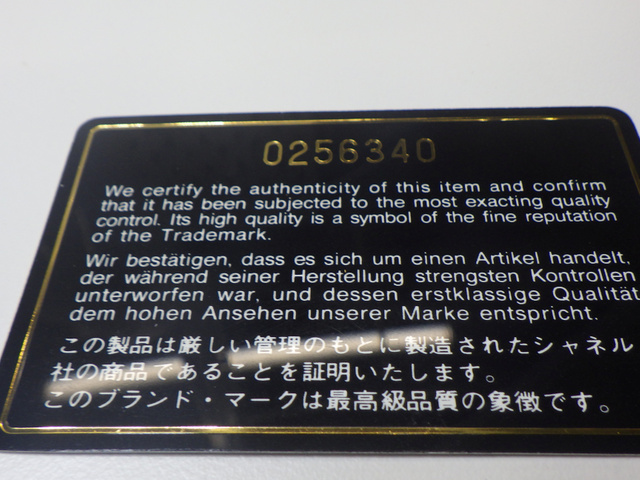 0256340
We certify the authenticity of this item and confirm
that it has been subjected to the most exacting quality
control. Its high quality is a symbol of the fine reputation
of the Trademark.
Wir bestätigen, dass es sich um einen Artikel handelt,
der während seiner Herstellung strengsten Kontrollen
unterworfen war, und dessen erstklassige Qualität
dem hohen Ansehen unserer Marke entspricht.
この製品は厳しい管理のもとに製造されたシャネル
社の商品であることを証明いたします。
このブランド・マークは最高級品質の象徴です。